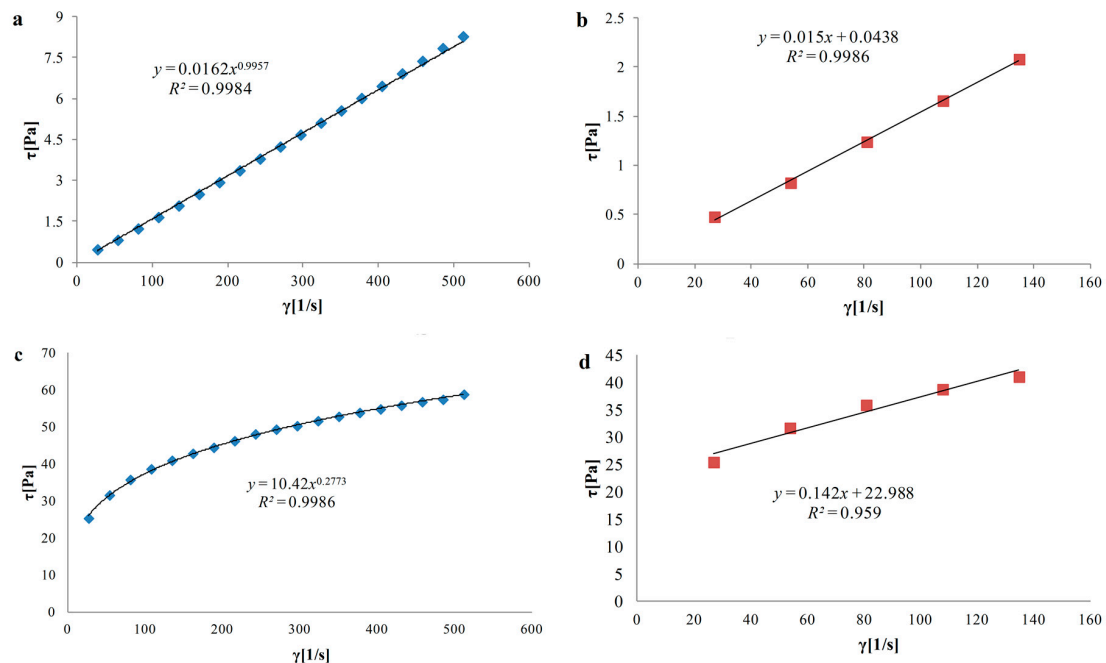 a
9
7.5
6
4.5
3
1.5
0
τ[Pa]
y = 0.0162x^0.9957
R² = 0.9984
0 100 200 300 400 500 600
γ[1/s]
b
2.5
2
1.5
1
0.5
0
τ[Pa]
y = 0.015x + 0.0438
R² = 0.9986
0 20 40 60 80 100 120 140 160
γ[1/s]
c
70
60
50
40
30
20
10
0
τ[Pa]
y = 10.42x^0.2773
R² = 0.9986
0 100 200 300 400 500 600
γ[1/s]
d
45
40
35
30
25
20
15
10
5
0
τ[Pa]
y = 0.142x + 22.988
R² = 0.959
0 20 40 60 80 100 120 140 160
γ[1/s]